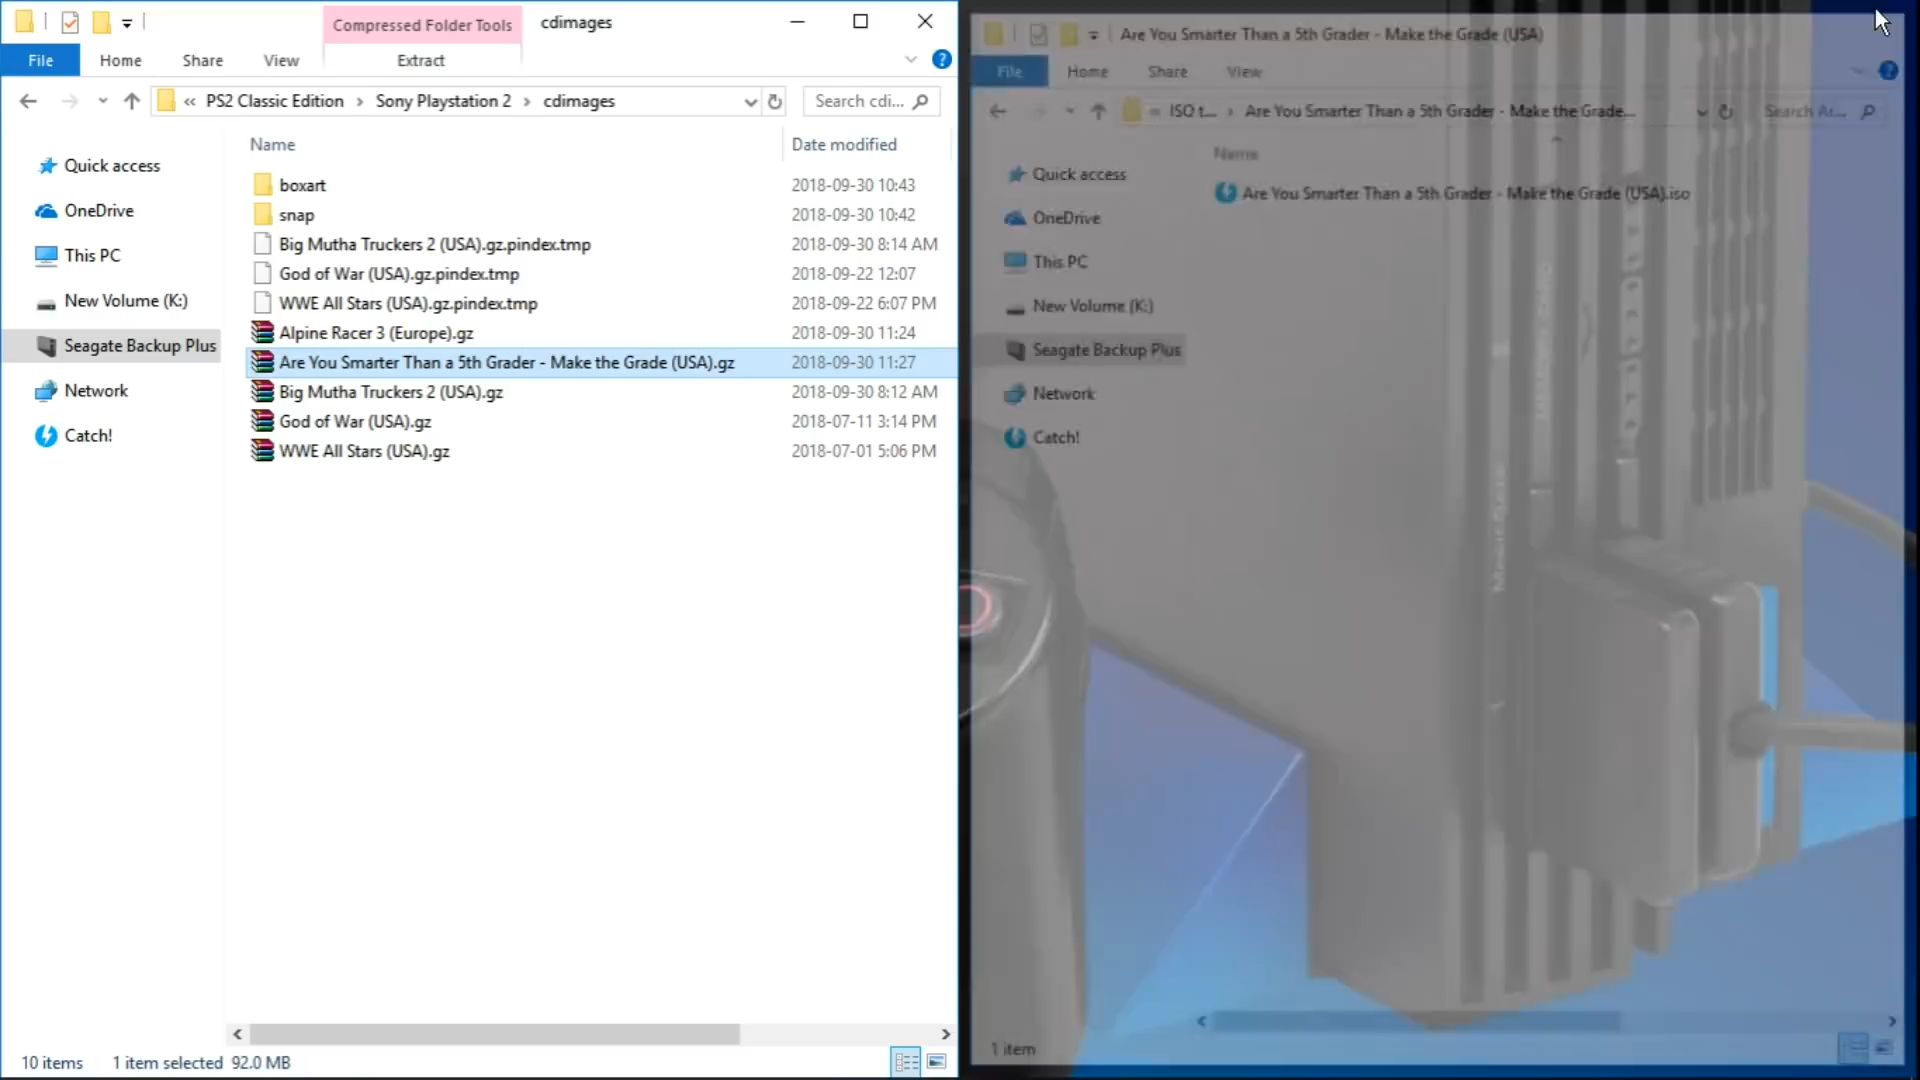 Compressed Folder Tools
cdimages
File
Home
Share
View
Extract
?
« PS2 Classic Edition > Sony Playstation 2 > cdimages
Search cdi...
Name
Date modified
Quick access
OneDrive
This PC
New Volume (K:)
Seagate Backup Plus
Network
Catch!
boxart 2018-09-30 10:43
snap 2018-09-30 10:42
Big Mutha Truckers 2 (USA).gz.pindex.tmp 2018-09-30 8:14 AM
God of War (USA).gz.pindex.tmp 2018-09-22 12:07
WWE All Stars (USA).gz.pindex.tmp 2018-09-22 6:07 PM
Alpine Racer 3 (Europe).gz 2018-09-30 11:24
Are You Smarter Than a 5th Grader - Make the Grade (USA).gz 2018-09-30 11:27
Big Mutha Truckers 2 (USA).gz 2018-09-30 8:12 AM
God of War (USA).gz 2018-07-11 3:14 PM
WWE All Stars (USA).gz 2018-07-01 5:06 PM
10 items 1 item selected 92.0 MB
Are You Smarter Than a 5th Grader - Make the Grade (USA)
File
Home
Share
View
?
« ISO t... > Are You Smarter Than a 5th Grader - Make the Grade...
Search Ar...
Name
Quick access
OneDrive
This PC
New Volume (K:)
Seagate Backup Plus
Network
Catch!
Are You Smarter Than a 5th Grader - Make the Grade (USA).iso
1 item